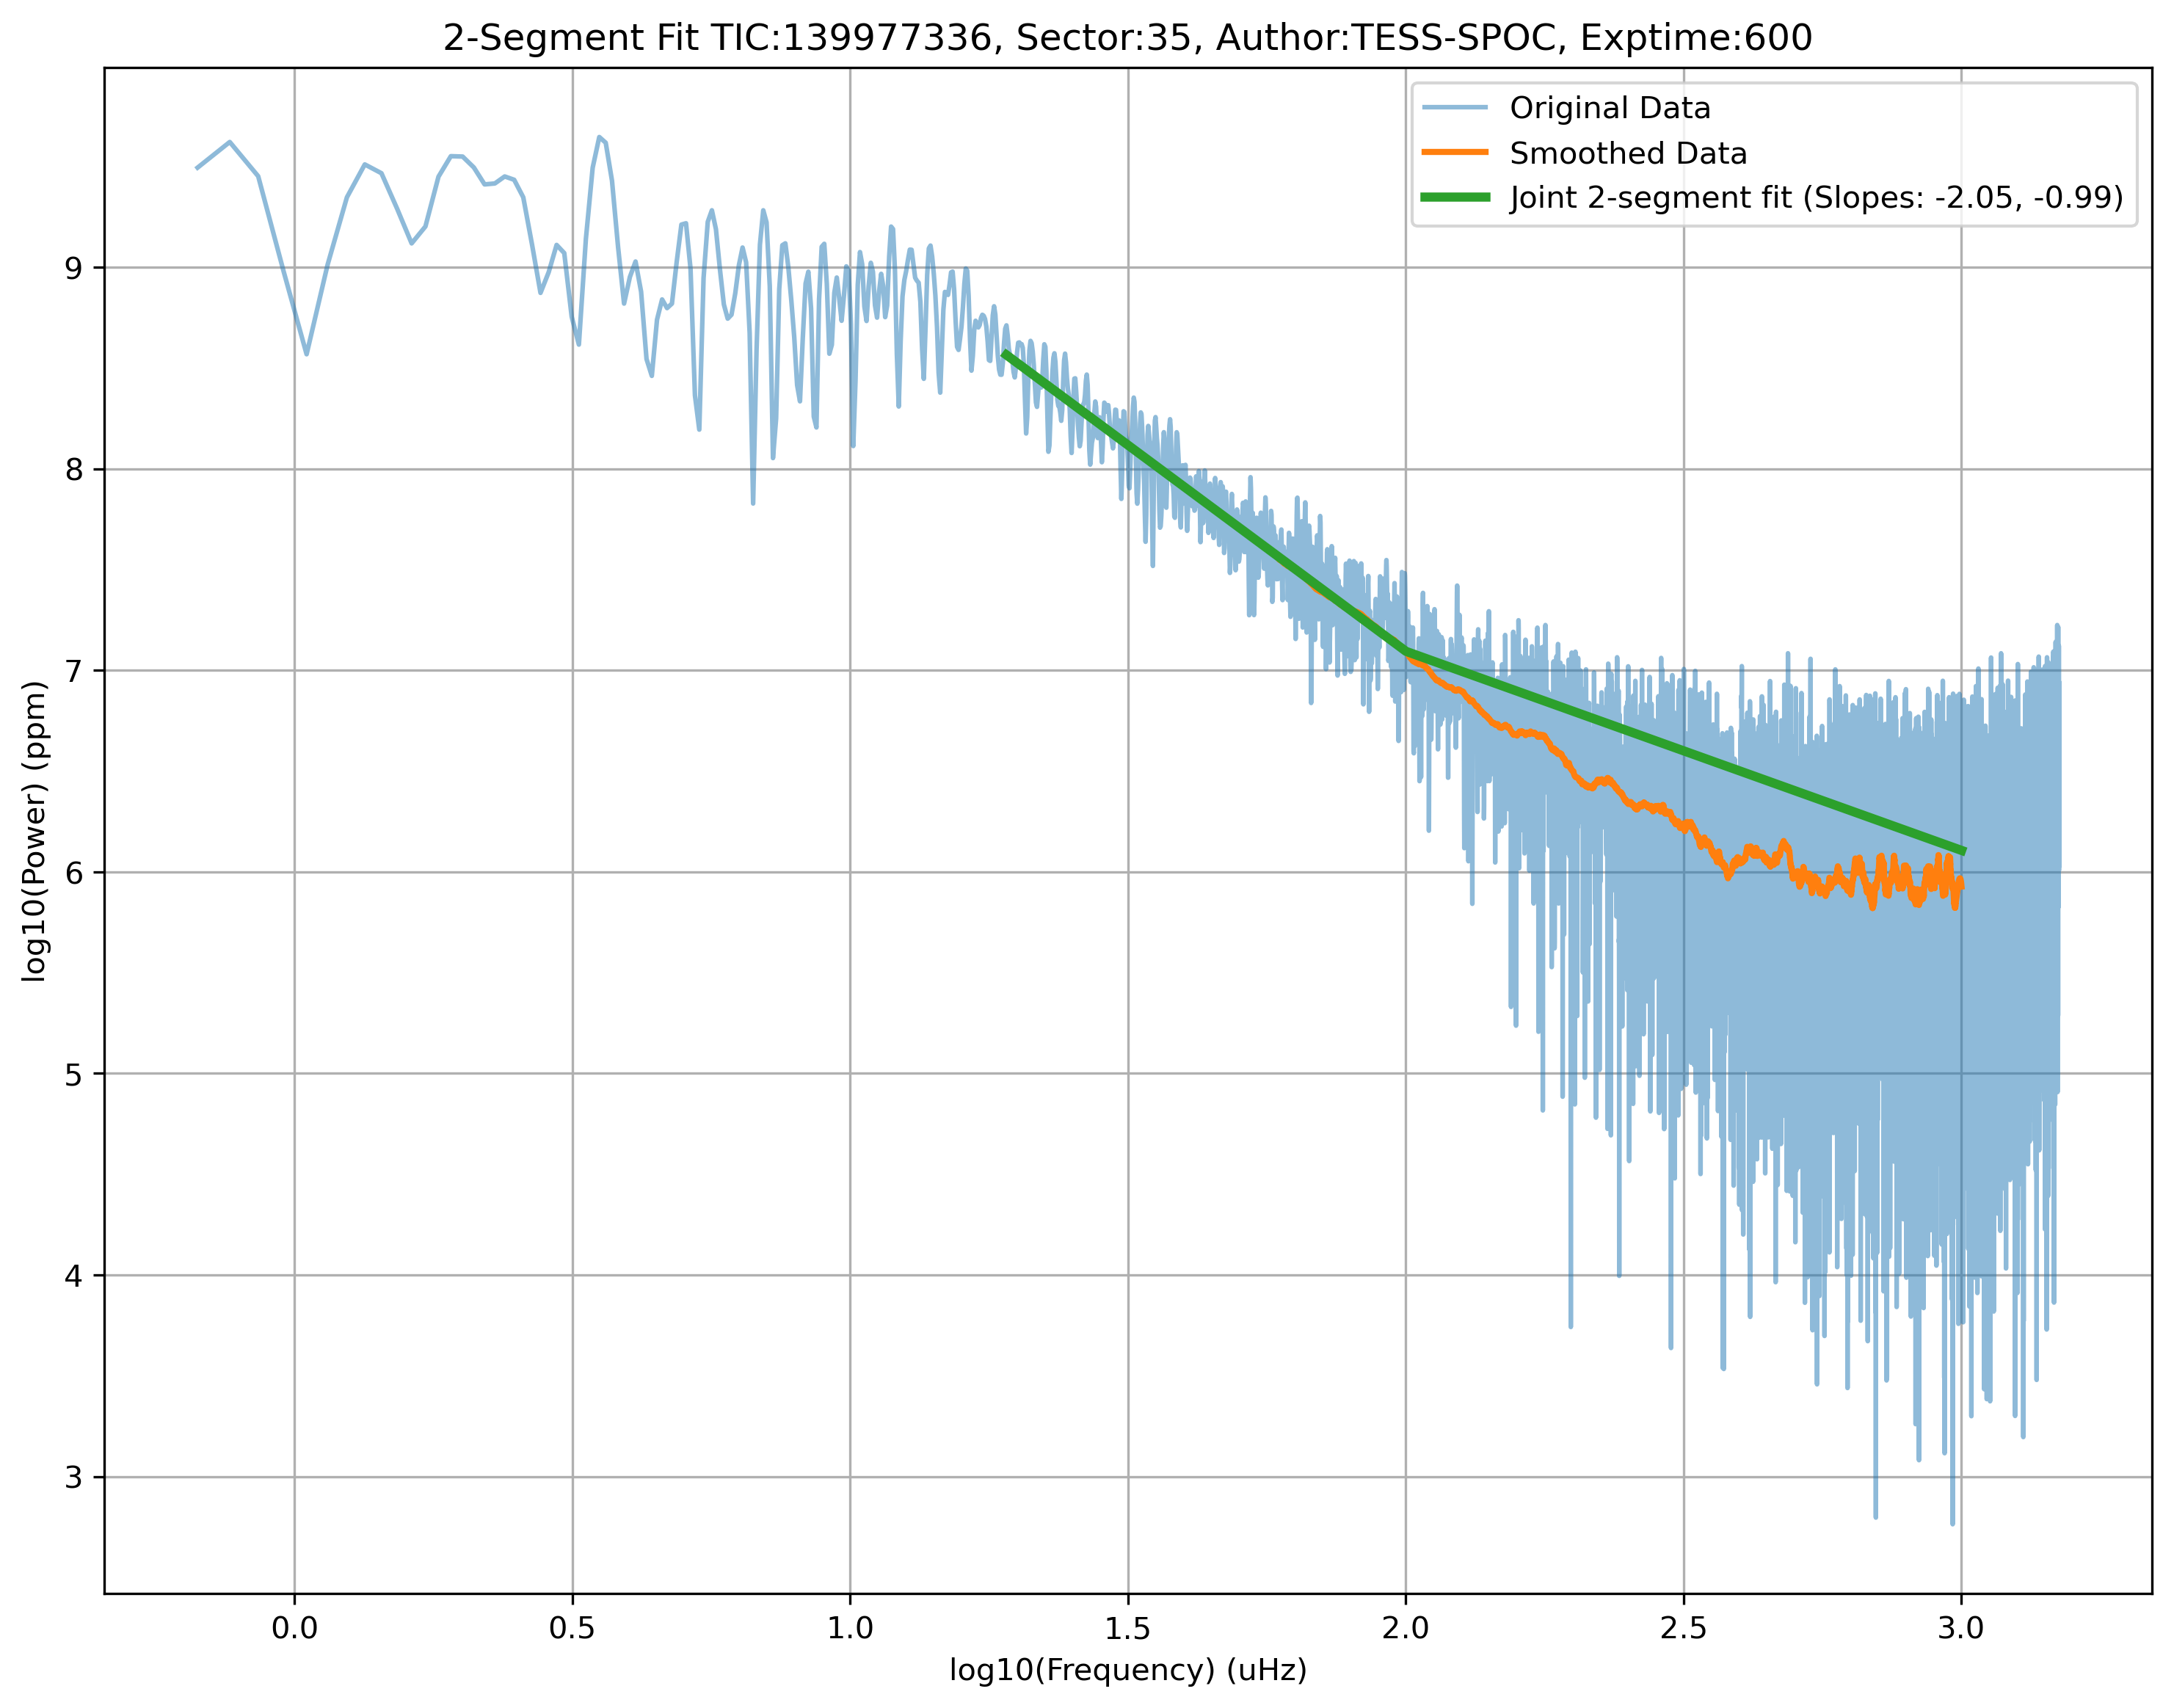 2-Segment Fit TIC:139977336, Sector:35, Author:TESS-SPOC, Exptime:600
Original Data
Smoothed Data
Joint 2-segment fit (Slopes: -2.05, -0.99)
log10(Power) (ppm)
9
8
7
6
5
4
3
0.0 0.5 1.0 1.5 2.0 2.5 3.0
log10(Frequency) (uHz)